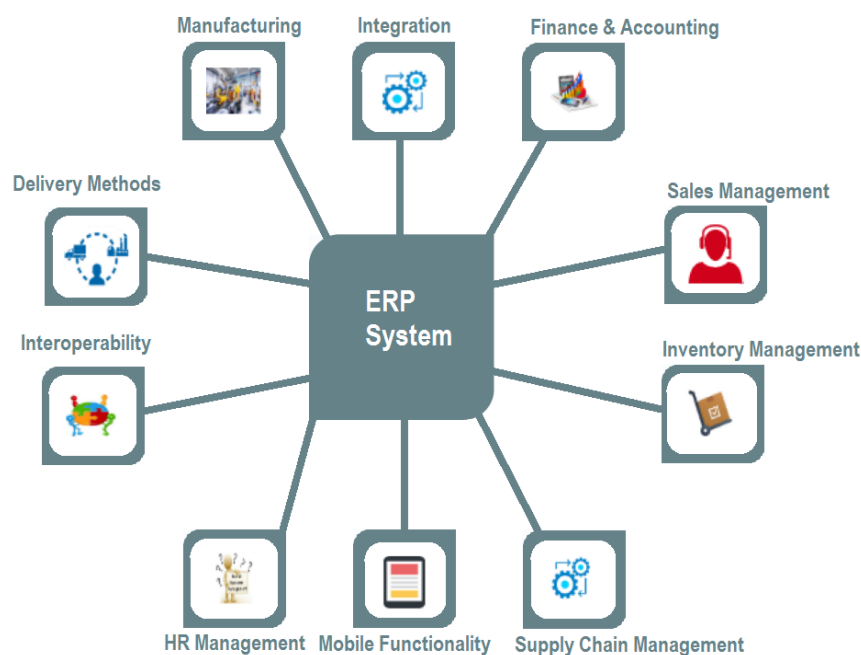 Manufacturing
Integration
Finance & Accounting
Delivery Methods
Sales Management
ERP
System
Interoperability
Inventory Management
HR Management
Mobile Functionality
Supply Chain Management